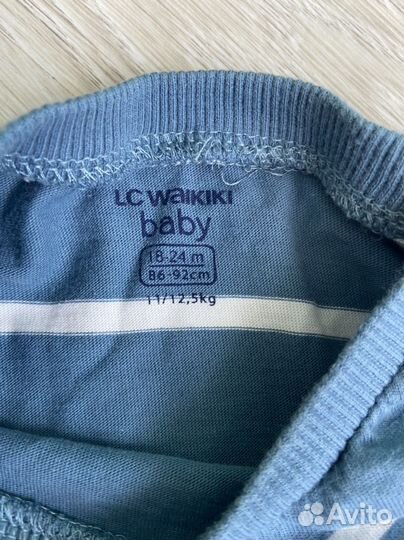 LC WAIKIKI
baby
18-24 m
86-92cm
11/12,5kg
Avito